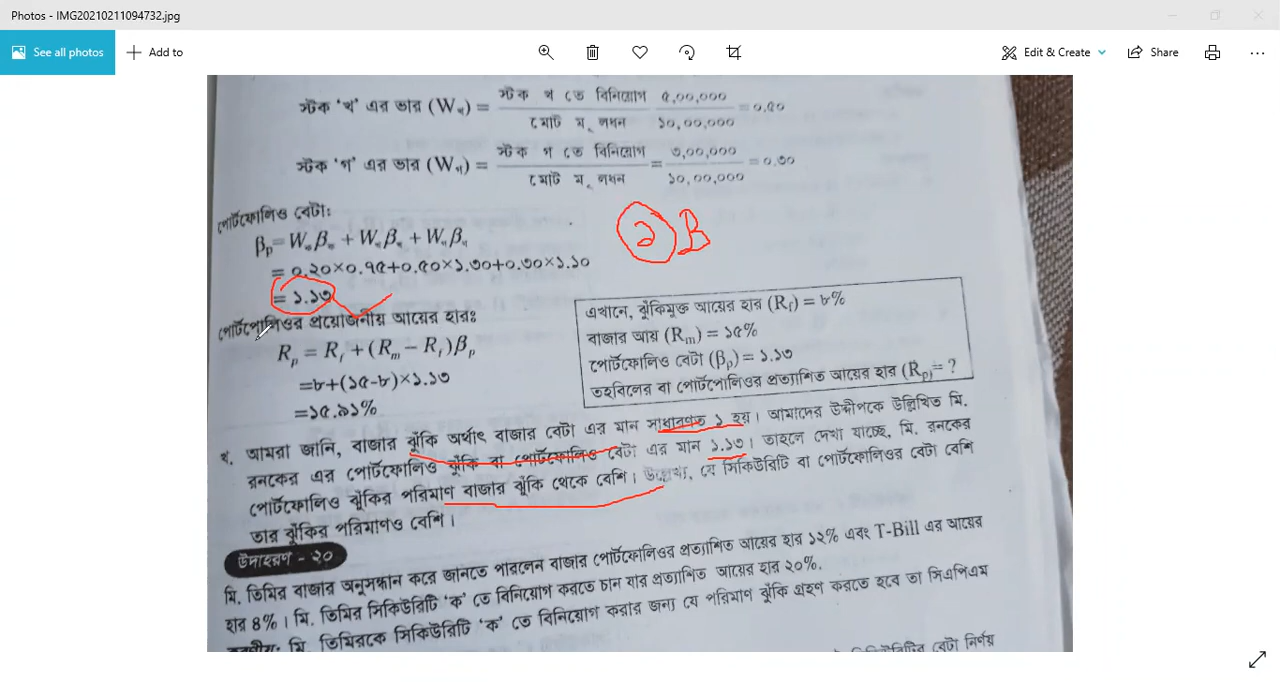 Photos - IMG20210211094732.jpg
See all photos
Add to
Edit & Create
Share
স্টক 'খ' এর ভার (Wখ) = স্টক খ তে বিনিয়োগ / মোট মূলধন ৫,০০,০০০ / ১০,০০,০০০ = ০.৫০
স্টক 'গ' এর ভার (Wগ) = স্টক গ তে বিনিয়োগ / মোট মূলধন = ৩,০০,০০০ / ১০,০০,০০০ = ০.৩০
পোর্টফোলিও বেটা:
βp = W β + W β + W β
= ০.২০×০.৭৫+০.৫০×১.৩০+০.৩০×১.১০
= ১.১৩
পোর্টপোলিওর প্রয়োজনীয় আয়ের হারঃ
Rp = Rf + (Rm – Rf)βp
=৮+(১৫-৮)×১.১৩
=১৫.৯১%
এখানে, ঝুঁকিমুক্ত আয়ের হার (Rf) = ৮%
বাজার আয় (Rm) = ১৫%
পোর্টফোলিও বেটা (βp) = ১.১৩
তহবিলের বা পোর্টপোলিওর প্রত্যাশিত আয়ের হার (Rp) = ?
খ. আমরা জানি, বাজার ঝুঁকি অর্থাৎ বাজার বেটা এর মান সাধারণত ১ হয়। আমাদের উদ্দীপকে উল্লিখিত মি.
রনকের এর পোর্টফোলিও ঝুঁকি বা পোর্টফোলিও বেটা এর মান ১.১৩। তাহলে দেখা যাচ্ছে, মি. রনকের
পোর্টফোলিও ঝুঁকির পরিমাণ বাজার ঝুঁকি থেকে বেশি। উল্লেখ্য, যে সিকিউরিটি বা পোর্টফোলিওর বেটা বেশি
তার ঝুঁকির পরিমাণও বেশি।
উদাহরণ - ২০
মি. তিমির বাজার অনুসন্ধান করে জানতে পারলেন বাজার পোর্টফোলিওর প্রত্যাশিত আয়ের হার ১২% এবং T-Bill এর আয়ের
হার 8%। মি. তিমির সিকিউরিটি 'ক' তে বিনিয়োগ করতে চান যার প্রত্যাশিত আয়ের হার ২০%.
করণীয়: মি. তিমিরকে সিকিউরিটি 'ক' তে বিনিয়োগ করার জন্য যে পরিমাণ ঝুঁকি গ্রহণ করতে হবে তা সিএপিএম
সিকিউরিটির বেটা নির্ণয়